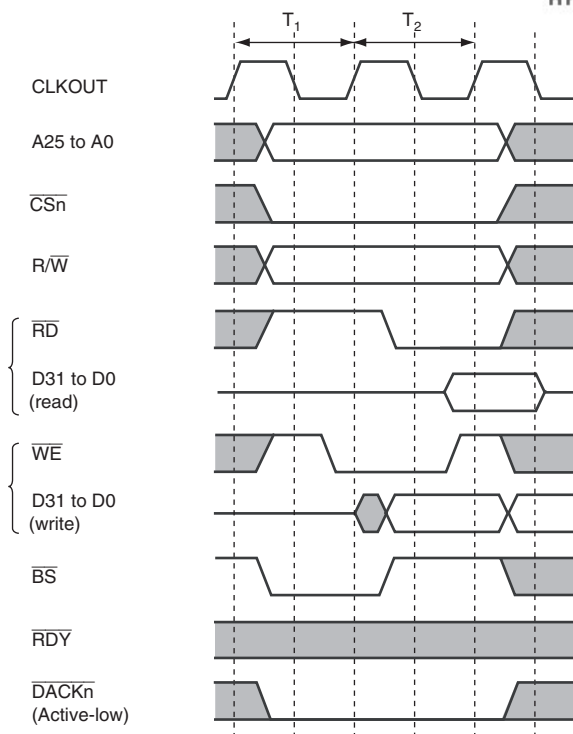 T1
T2
CLKOUT
A25 to A0
CSn
R/W
RD
D31 to D0
(read)
WE
D31 to D0
(write)
BS
RDY
DACKn
(Active-low)